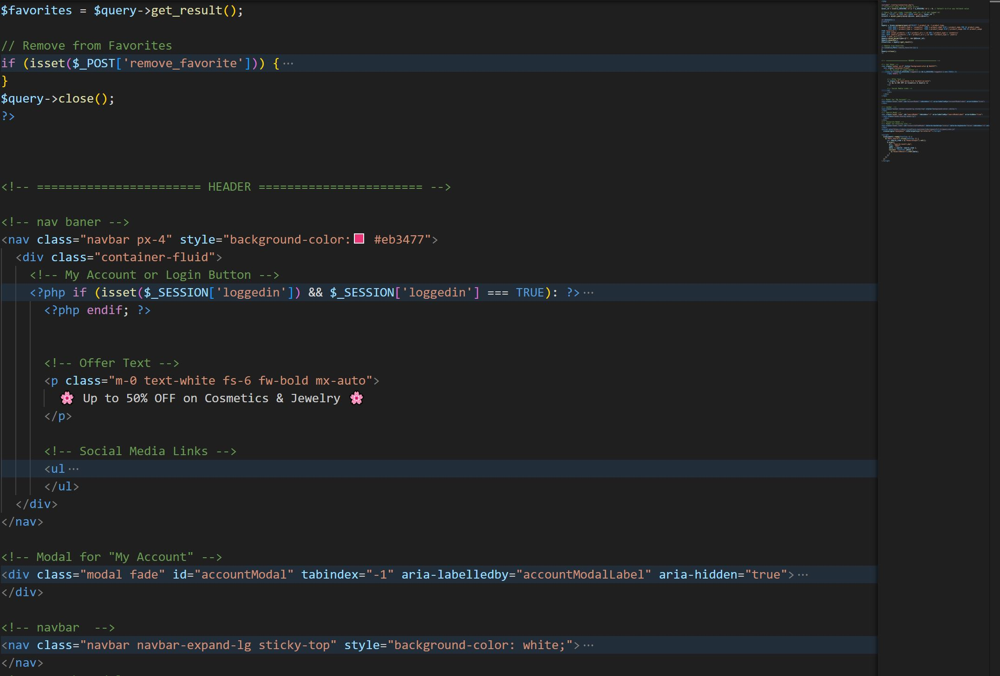 $favorites = $query->get_result();
// Remove from Favorites
if (isset($_POST['remove_favorite'])) {···
}
$query->close();
?>
<!-- ======================= HEADER ======================= -->
<!-- nav baner -->
<nav class="navbar px-4" style="background-color: #eb3477">
<div class="container-fluid">
<!-- My Account or Login Button -->
<?php if (isset($_SESSION['loggedin']) && $_SESSION['loggedin'] === TRUE): ?>···
<?php endif; ?>
<!-- Offer Text -->
<p class="m-0 text-white fs-6 fw-bold mx-auto">
🌸 Up to 50% OFF on Cosmetics & Jewelry 🌸
</p>
<!-- Social Media Links -->
<ul···
</ul>
</div>
</nav>
<!-- Modal for "My Account" -->
<div class="modal fade" id="accountModal" tabindex="-1" aria-labelledby="accountModalLabel" aria-hidden="true">···
</div>
<!-- navbar  -->
<nav class="navbar navbar-expand-lg sticky-top" style="background-color: white;">···
</nav>